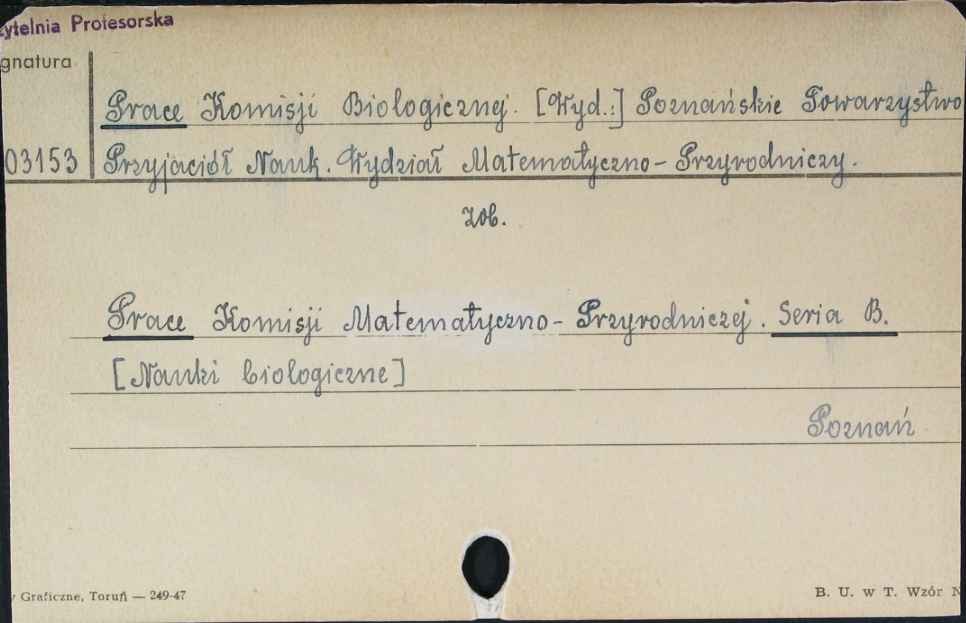 zytelnia Profesorska
gnatura
Prace Komisji Biologicznej. [Wyd.:] Poznańskie Towarzystwo
03153 Przyjaciół Nauk. Wydział Matematyczno-Przyrodniczy.
zob.
Prace Komisji Matematyczno-Przyrodniczej. Seria B.
[Nauki biologiczne]
Poznań
y Graficzne, Toruń — 249-47
B. U. w T. Wzór N